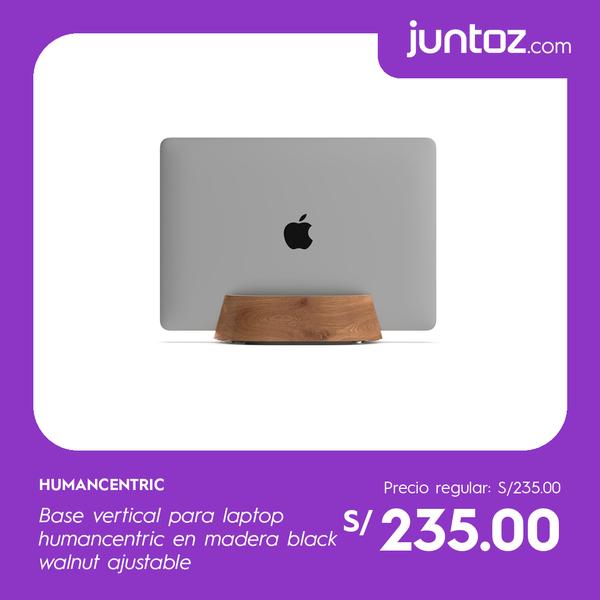 juntoz.com
HUMANCENTRIC
Base vertical para laptop
humancentric en madera black
walnut ajustable
Precio regular: S/235.00
S/ 235.00